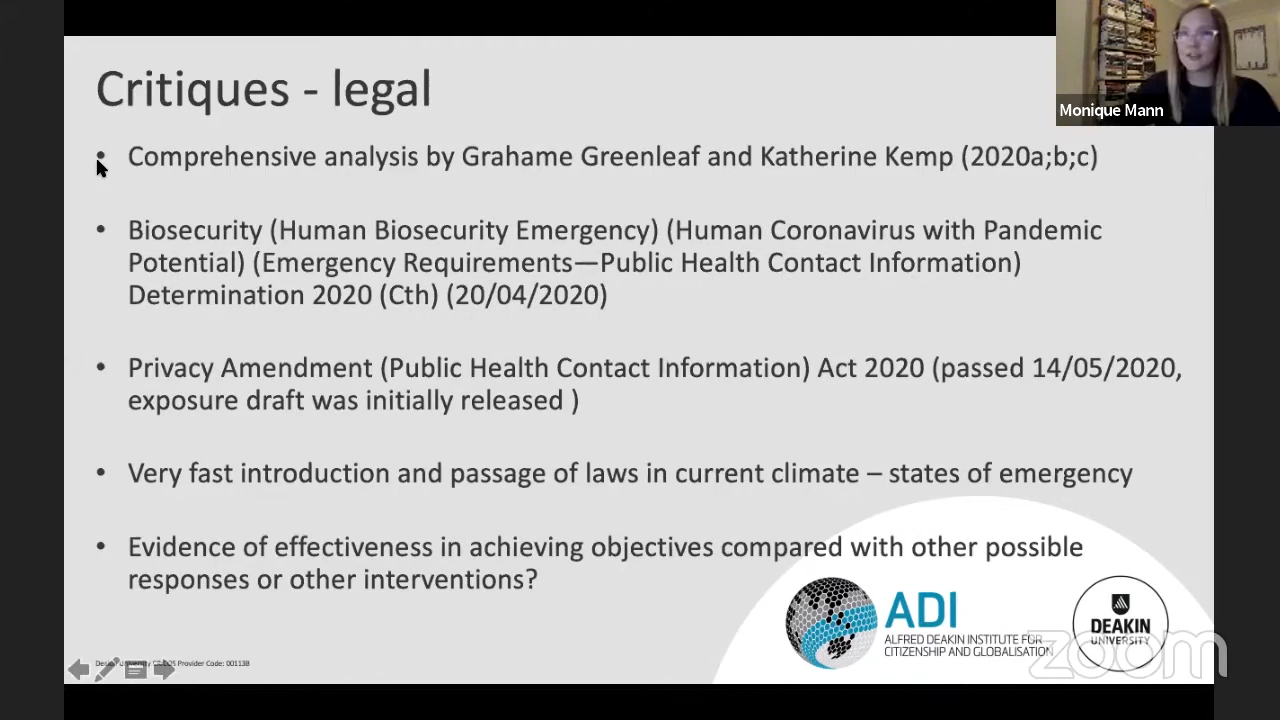 Critiques - legal
Monique Mann
• Comprehensive analysis by Grahame Greenleaf and Katherine Kemp (2020a;b;c)
• Biosecurity (Human Biosecurity Emergency) (Human Coronavirus with Pandemic
Potential) (Emergency Requirements—Public Health Contact Information)
Determination 2020 (Cth) (20/04/2020)
• Privacy Amendment (Public Health Contact Information) Act 2020 (passed 14/05/2020,
exposure draft was initially released )
• Very fast introduction and passage of laws in current climate – states of emergency
• Evidence of effectiveness in achieving objectives compared with other possible
responses or other interventions?
ADI
ALFRED DEAKIN INSTITUTE FOR
CITIZENSHIP AND GLOBALISATION
DEAKIN
UNIVERSITY
zoom
Provider Code: 00113B